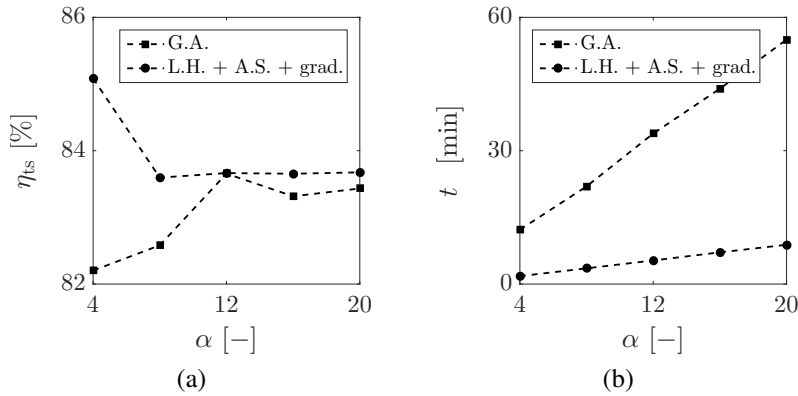 86
84
82
η_ts [%]
G.A.
L.H. + A.S. + grad.
4 12 20
α [−]
(a)
60
30
0
t [min]
G.A.
L.H. + A.S. + grad.
4 12 20
α [−]
(b)